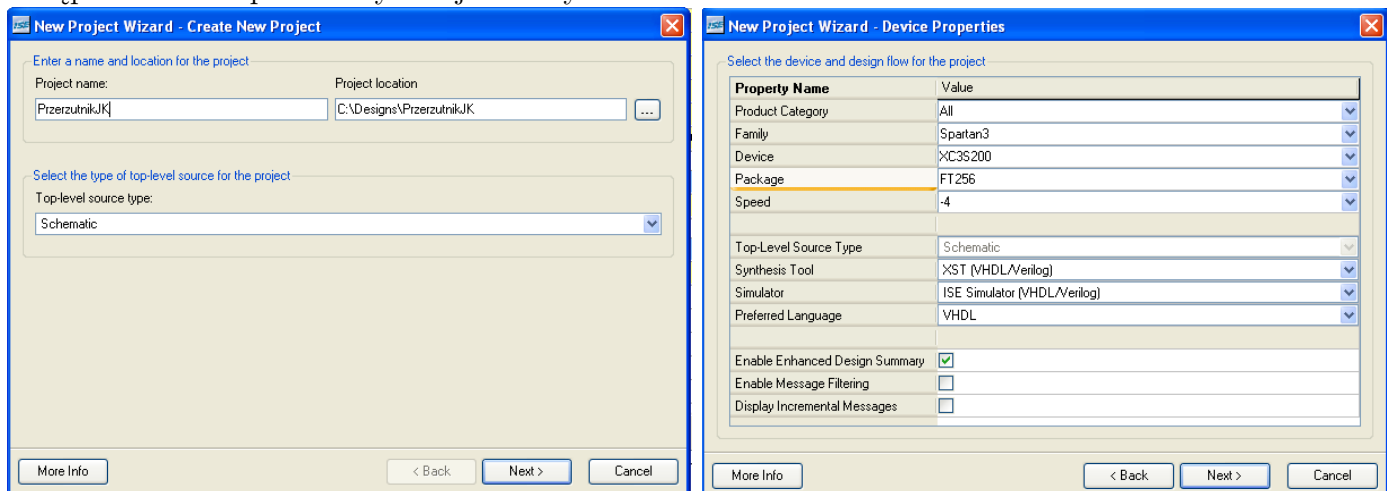 New Project Wizard - Create New Project
Enter a name and location for the project
Project name:
Project location
PrzerzutnikJK
C:\Designs\PrzerzutnikJK
...
Select the type of top-level source for the project
Top-level source type:
Schematic
More Info
< Back
Next >
Cancel
ISE New Project Wizard - Device Properties
Select the device and design flow for the project
Property Name Value
Product Category All
Family Spartan3
Device XC3S200
Package FT256
Speed -4
Top-Level Source Type Schematic
Synthesis Tool XST (VHDL/Verilog)
Simulator ISE Simulator (VHDL/Verilog)
Preferred Language VHDL
Enable Enhanced Design Summary
Enable Message Filtering
Display Incremental Messages
More Info
< Back
Next >
Cancel